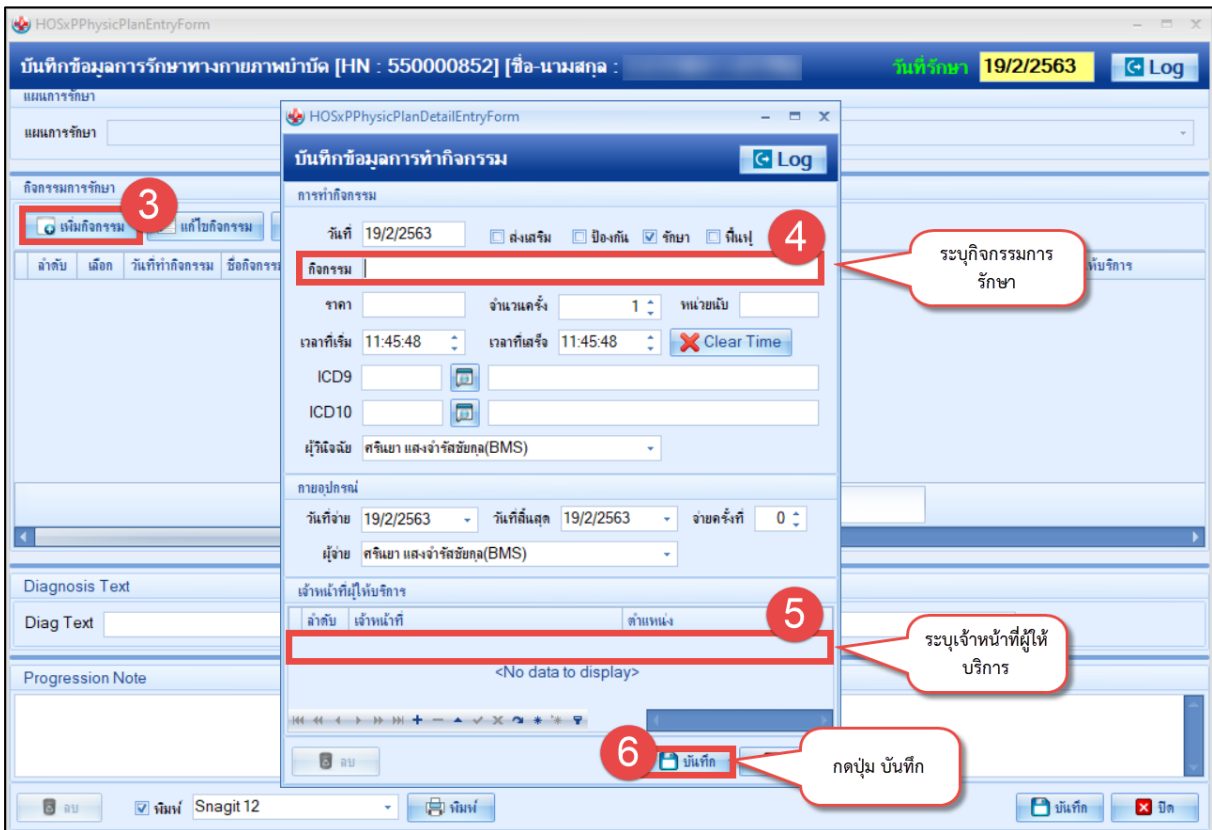 HOSxPPhysicPlanEntryForm
บันทึกข้อมูลการรักษาทางกายภาพบำบัด [HN : 550000852] [ชื่อ-นามสกุล :
วันที่รักษา 19/2/2563 Log
แผนการรักษา
แผนการรักษา
กิจกรรมการรักษา
3
เพิ่มกิจกรรม แก้ไขกิจกรรม
ลำดับ เลือก วันที่ทำกิจกรรม ชื่อกิจกรร
HOSxPPhysicPlanDetailEntryForm
บันทึกข้อมูลการทำกิจกรรม Log
การทำกิจกรรม
วันที่ 19/2/2563 ส่งเสริม ป้องกัน รักษา ฟื้นฟู 4
กิจกรรม
ระบุกิจกรรมการ
รักษา
ราคา จำนวนครั้ง 1 หน่วยนับ
เวลาที่เริ่ม 11:45:48 เวลาที่เสร็จ 11:45:48 Clear Time
ICD9
ICD10
ผู้วินิจฉัย ศรินยา แสงจำรัสชัยกุล(BMS)
กายอุปกรณ์
วันที่จ่าย 19/2/2563 วันที่สิ้นสุด 19/2/2563 จ่ายครั้งที่ 0
ผู้จ่าย ศรินยา แสงจำรัสชัยกุล(BMS)
เจ้าหน้าที่ผู้ให้บริการ
ลำดับ เจ้าหน้าที่ ตำแหน่ง 5
ระบุเจ้าหน้าที่ผู้ให้
บริการ
<No data to display>
6
ลบ บันทึก
กดปุ่ม บันทึก
Diagnosis Text
Diag Text
Progression Note
ลบ พิมพ์ Snagit 12 พิมพ์ บันทึก ปิด